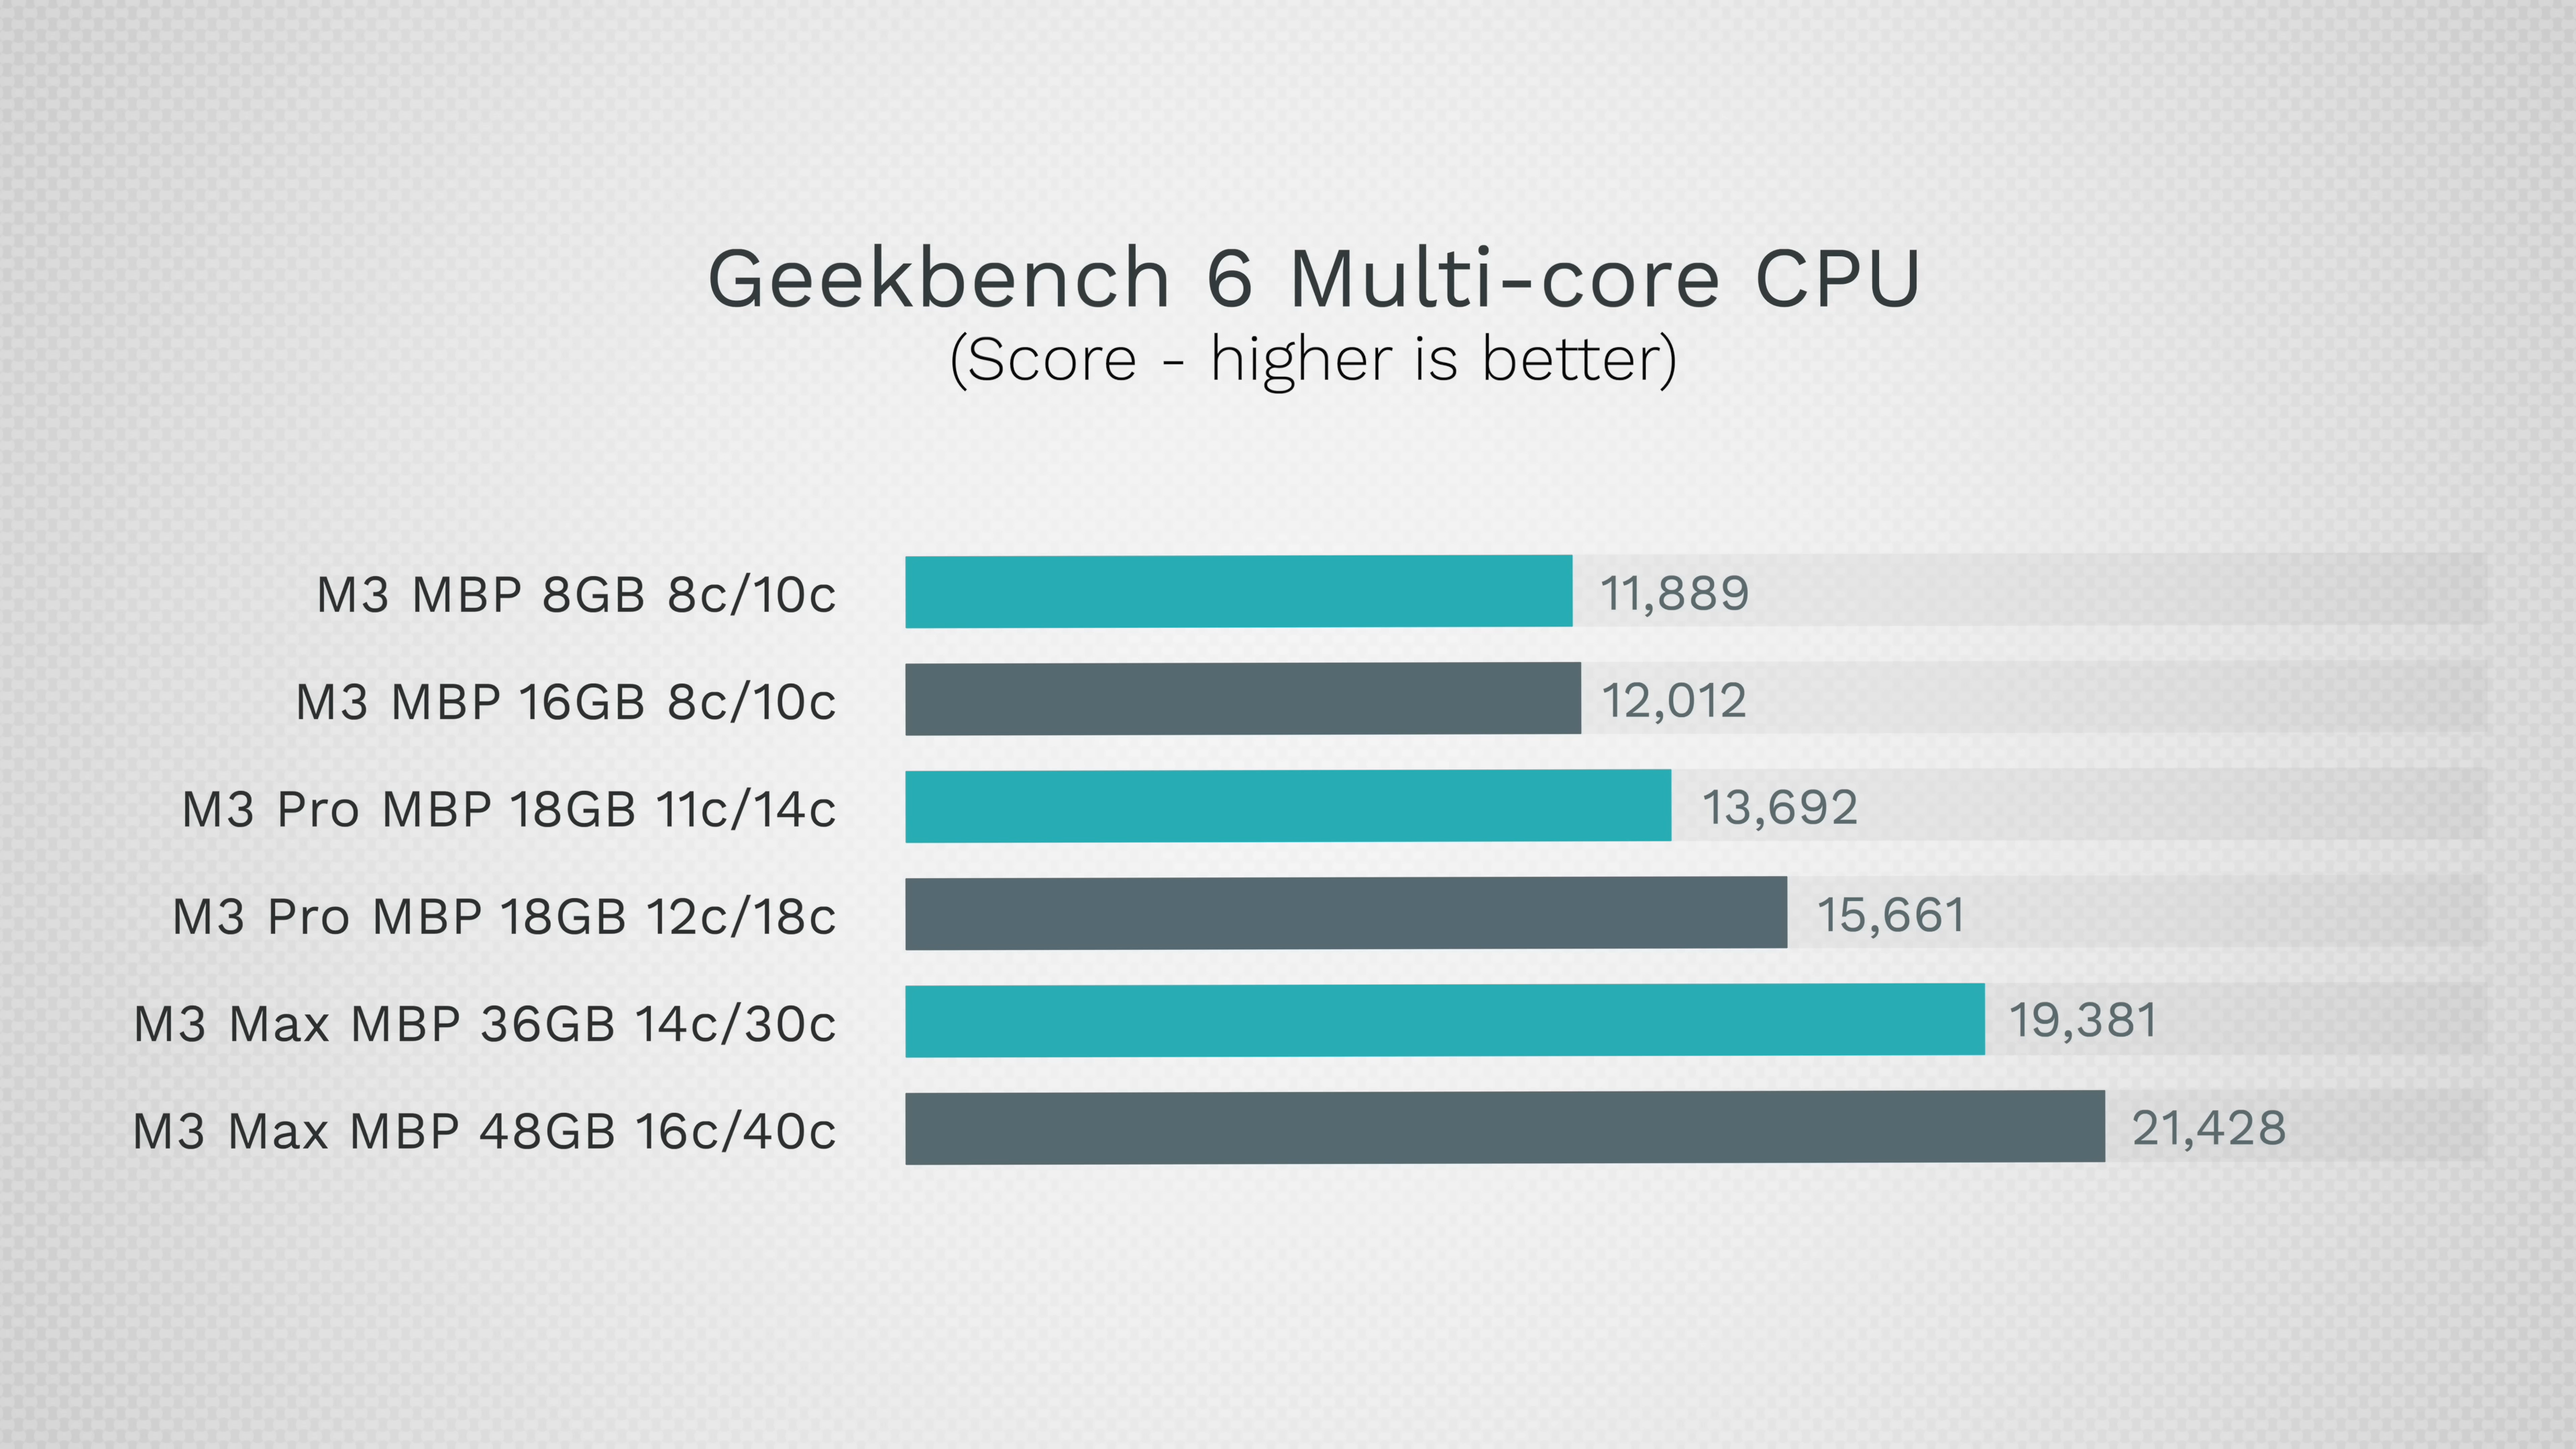 Geekbench 6 Multi-core CPU
(Score - higher is better)
M3 MBP 8GB 8c/10c 11,889
M3 MBP 16GB 8c/10c 12,012
M3 Pro MBP 18GB 11c/14c 13,692
M3 Pro MBP 18GB 12c/18c 15,661
M3 Max MBP 36GB 14c/30c 19,381
M3 Max MBP 48GB 16c/40c 21,428